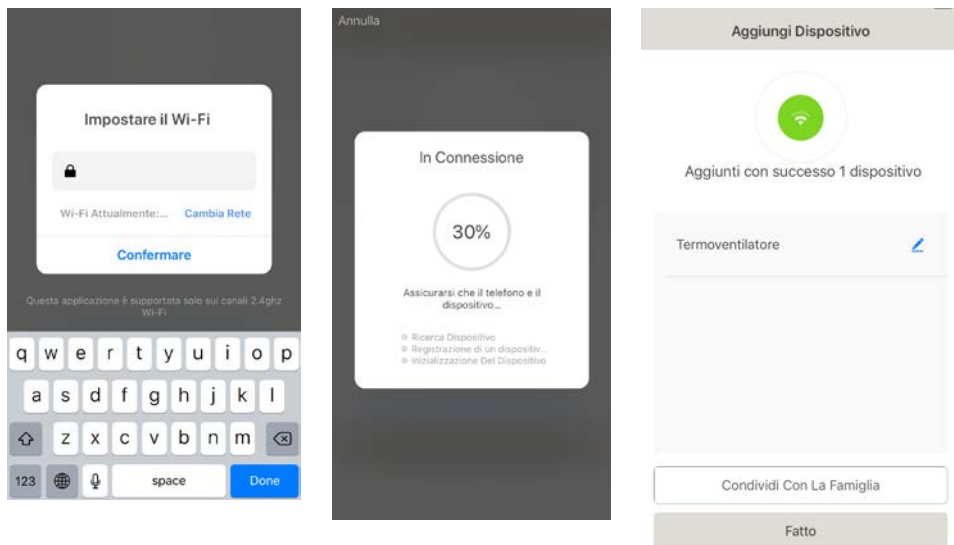 Impostare il Wi-Fi
Wi-Fi Attualmente:... Cambia Rete
Confermare
Questa applicazione è supportata solo sui canali 2.4ghz
Wi-Fi
q w e r t y u i o p
a s d f g h j k l
z x c v b n m
123 space Done
Annulla
In Connessione
30%
Assicurarsi che il telefono e il
dispositivo...
Ricerca Dispositivo
Registrazione di un dispositiv...
Inizializzazione Del Dispositivo
Aggiungi Dispositivo
Aggiunti con successo 1 dispositivo
Termoventilatore
Condividi Con La Famiglia
Fatto